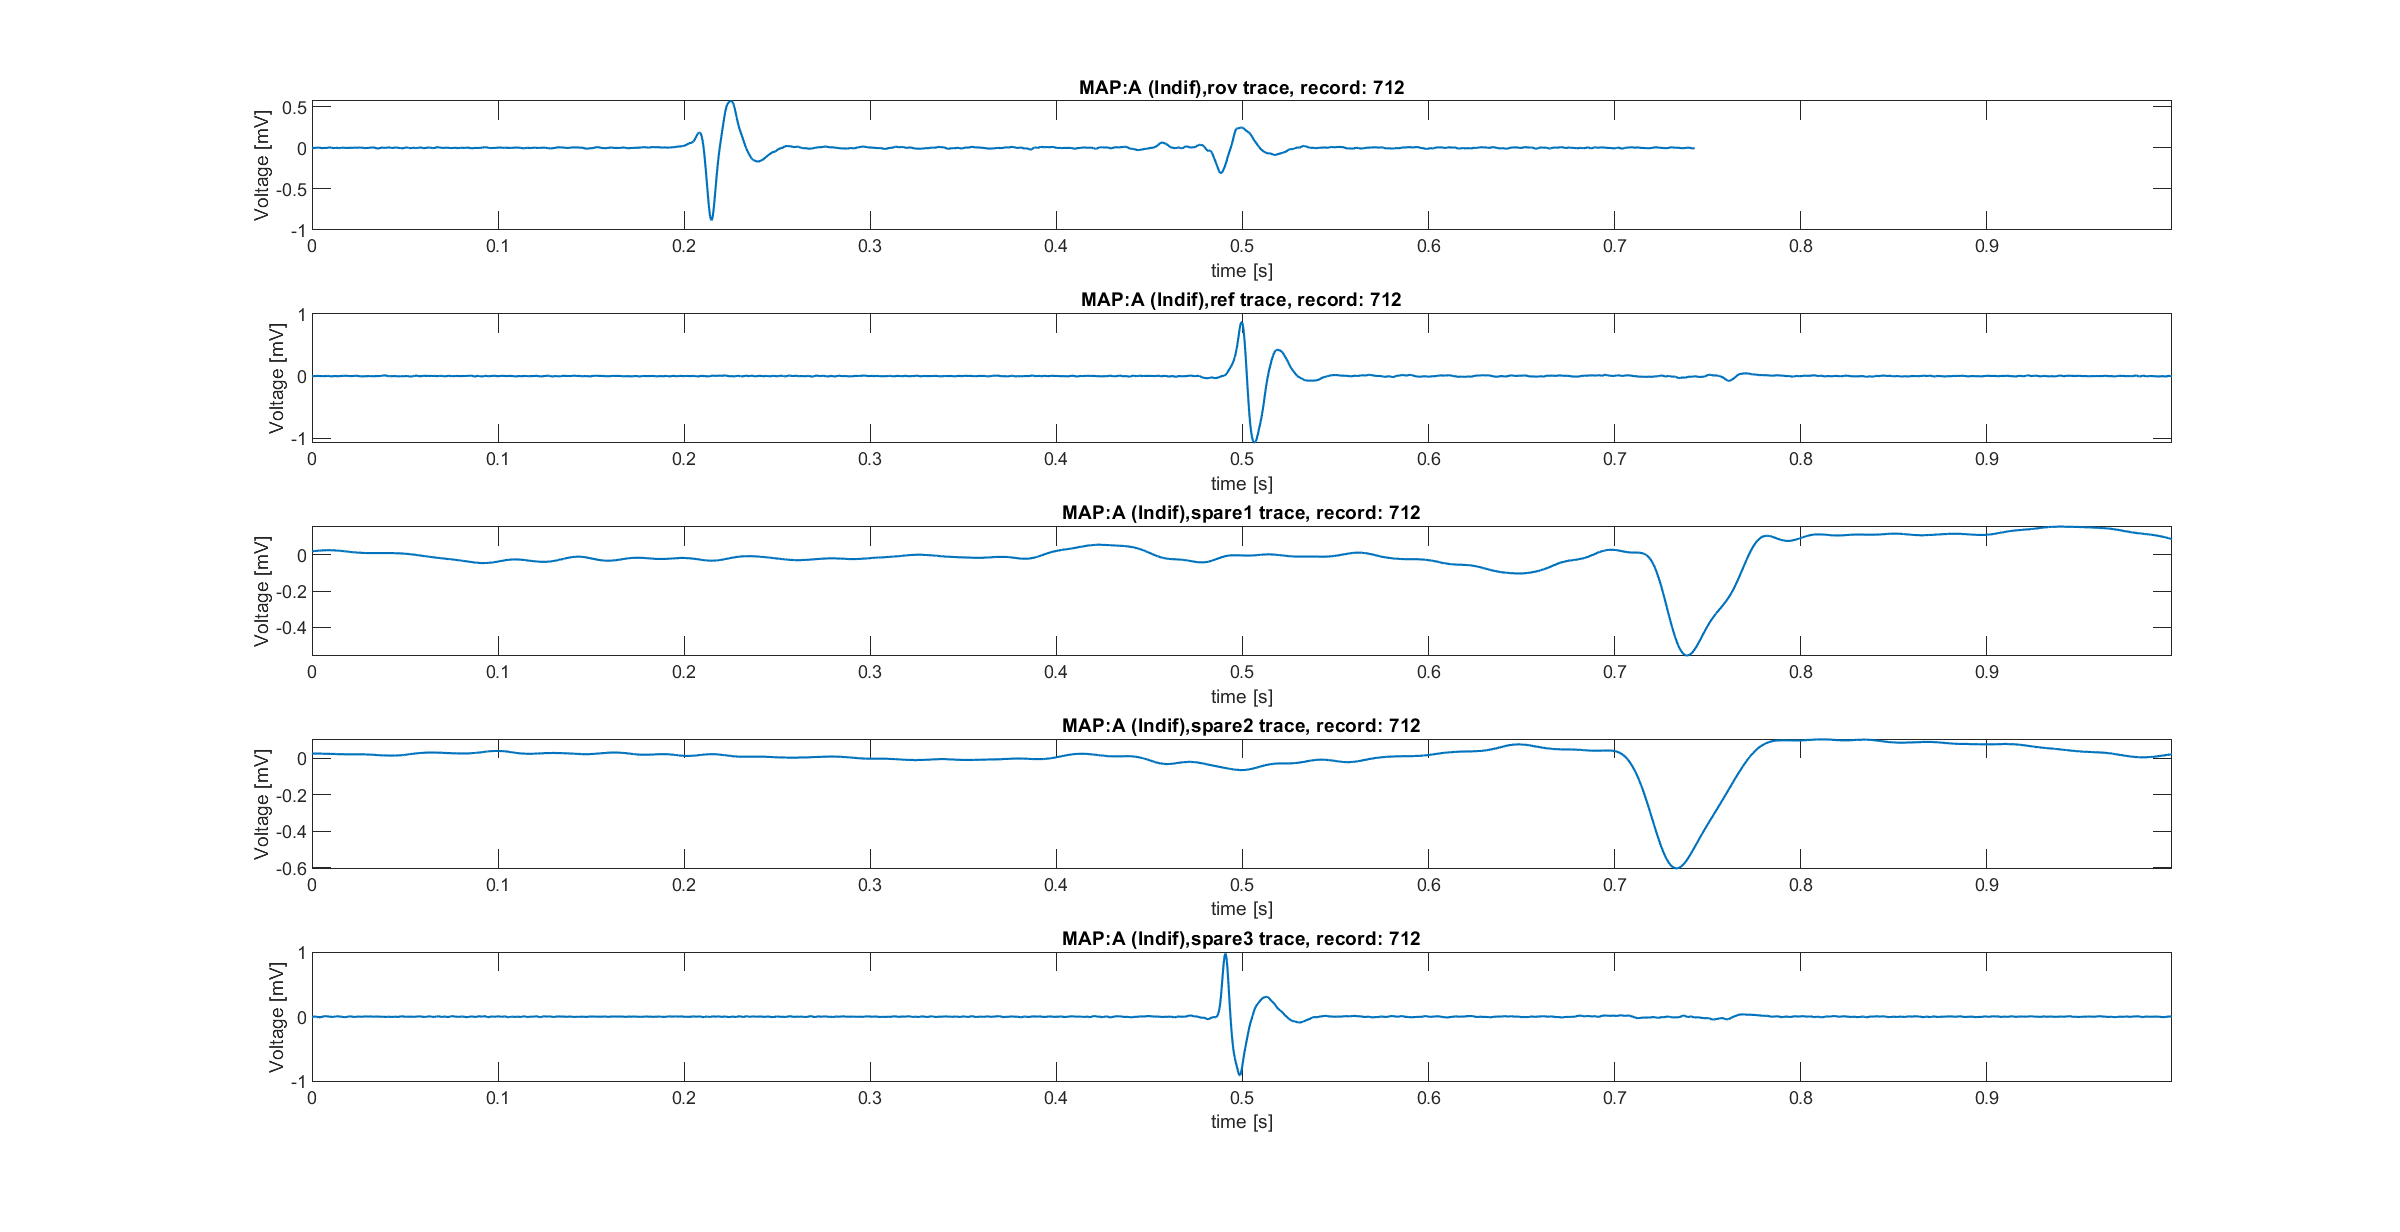 MAP:A (Indif),rov trace, record: 712
Voltage [mV]
0.5
0
-0.5
-1
0 0.1 0.2 0.3 0.4 0.5 0.6 0.7 0.8 0.9
time [s]
MAP:A (Indif),ref trace, record: 712
Voltage [mV]
1
0
-1
0 0.1 0.2 0.3 0.4 0.5 0.6 0.7 0.8 0.9
time [s]
MAP:A (Indif),spare1 trace, record: 712
Voltage [mV]
0
-0.2
-0.4
0 0.1 0.2 0.3 0.4 0.5 0.6 0.7 0.8 0.9
time [s]
MAP:A (Indif),spare2 trace, record: 712
Voltage [mV]
0
-0.2
-0.4
-0.6
0 0.1 0.2 0.3 0.4 0.5 0.6 0.7 0.8 0.9
time [s]
MAP:A (Indif),spare3 trace, record: 712
Voltage [mV]
1
0
-1
0 0.1 0.2 0.3 0.4 0.5 0.6 0.7 0.8 0.9
time [s]